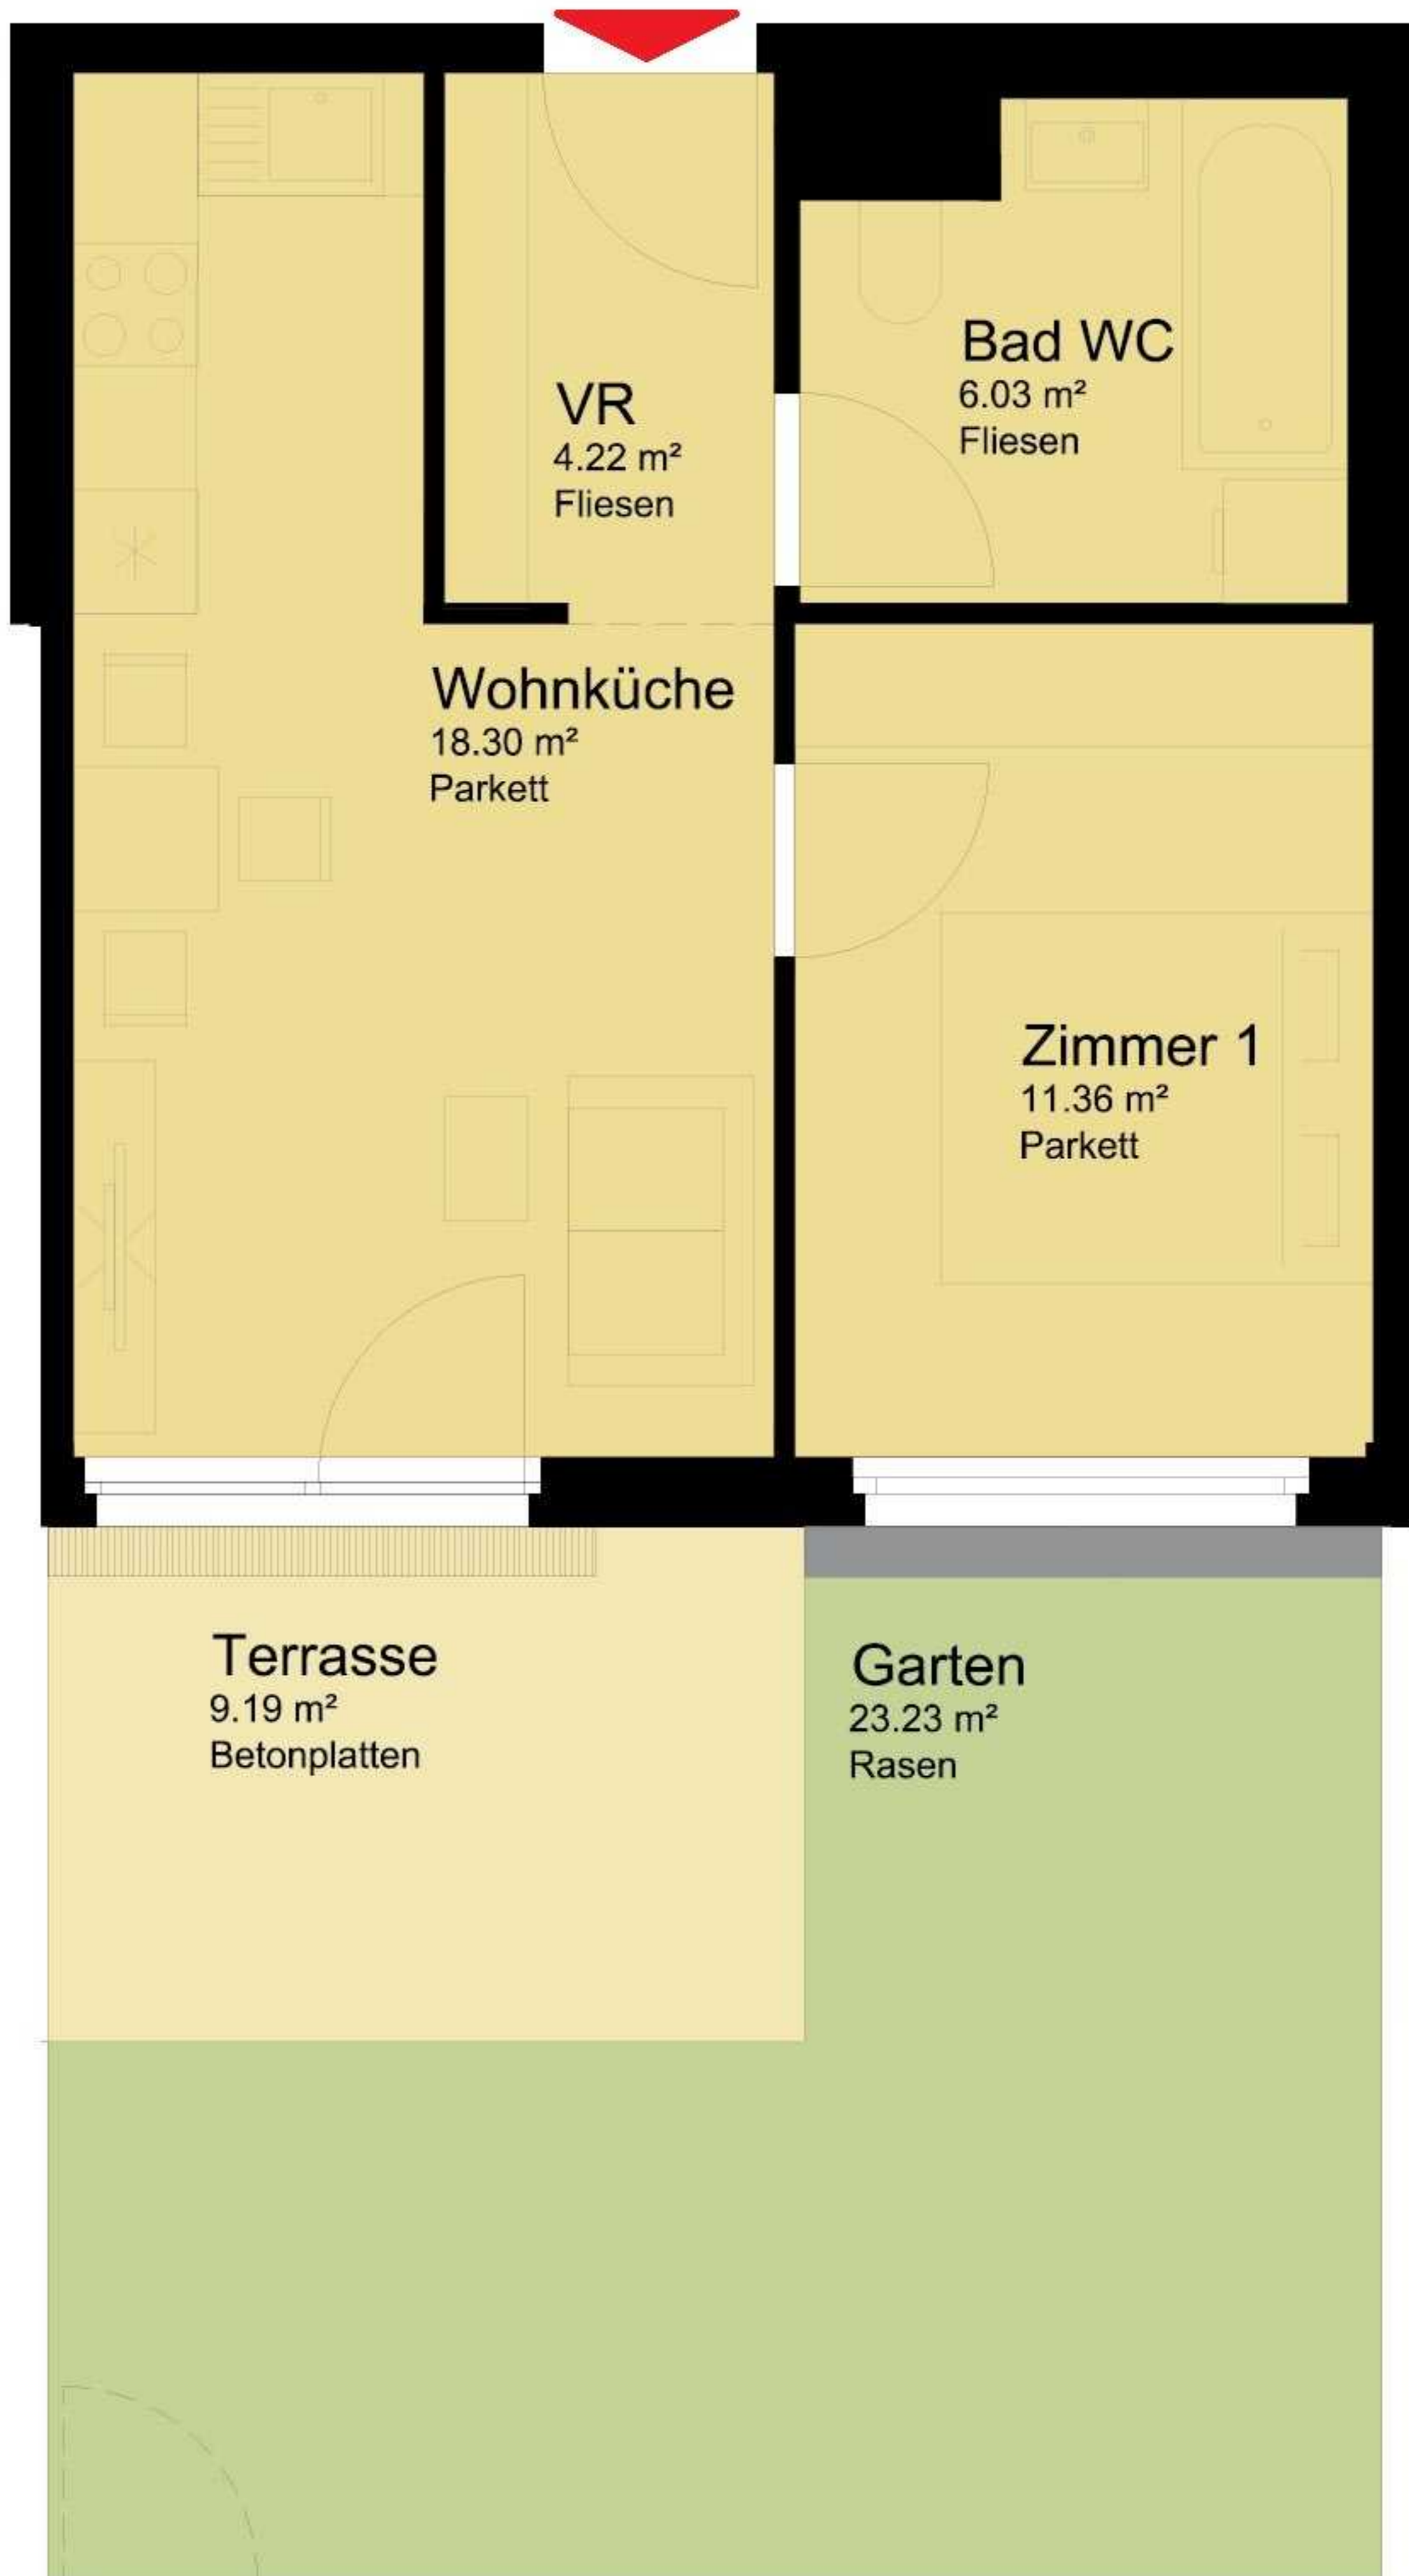 Bad WC
6.03 m²
Fliesen
VR
4.22 m²
Fliesen
Wohnküche
18.30 m²
Parkett
Zimmer 1
11.36 m²
Parkett
Terrasse
9.19 m²
Betonplatten
Garten
23.23 m²
Rasen